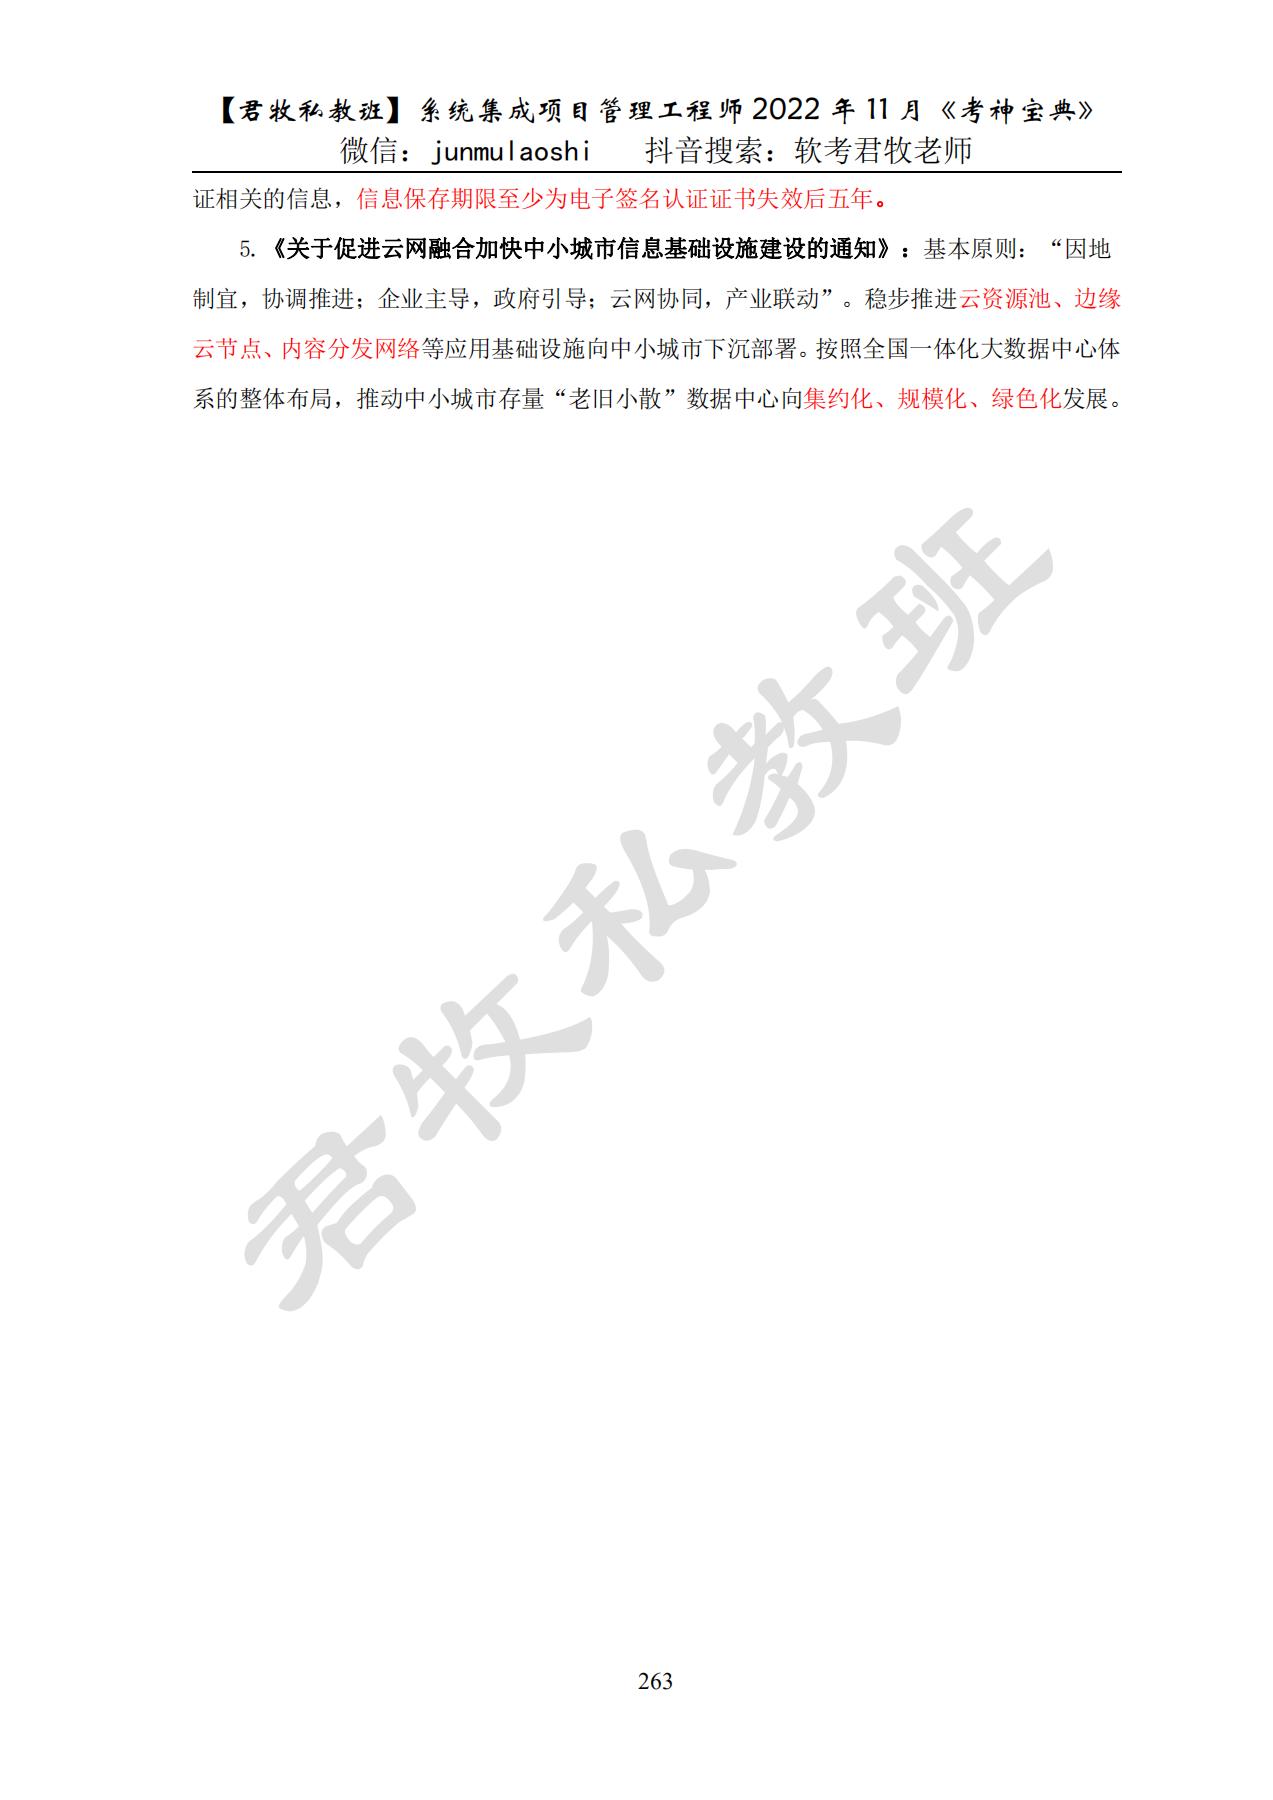 【君牧私教班】系统集成项目管理工程师 2022 年 11 月《考神宝典》
微信：junmulaoshi 抖音搜索：软考君牧老师
证相关的信息，信息保存期限至少为电子签名认证证书失效后五年。
5.《关于促进云网融合加快中小城市信息基础设施建设的通知》：基本原则：“因地
制宜，协调推进；企业主导，政府引导；云网协同，产业联动”。稳步推进云资源池、边缘
云节点、内容分发网络等应用基础设施向中小城市下沉部署。按照全国一体化大数据中心体
系的整体布局，推动中小城市存量“老旧小散”数据中心向集约化、规模化、绿色化发展。
君牧私教班
263